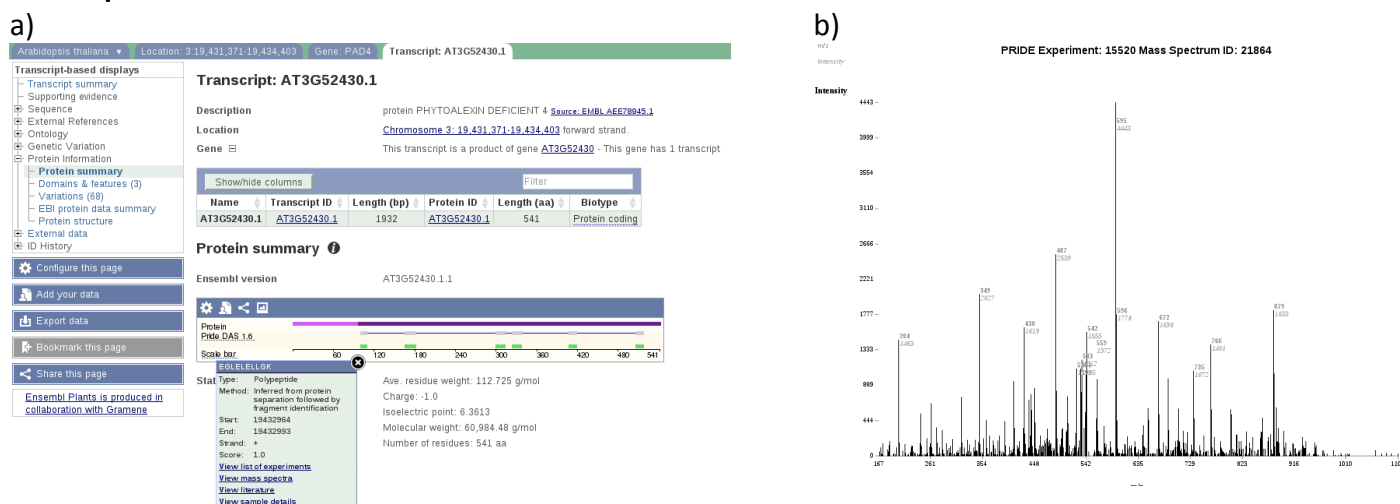 a)
b)
Arabidopsis thaliana ▼
Location: 3:19,431,371-19,434,403
Gene: PAD4
Transcript: AT3G52430.1
Transcript-based displays
Transcript summary
Supporting evidence
Sequence
External References
Ontology
Genetic Variation
Protein Information
Protein summary
Domains & features (3)
Variations (68)
EBI protein data summary
Protein structure
External data
ID History
Configure this page
Add your data
Export data
Bookmark this page
Share this page
Ensembl Plants is produced in
collaboration with Gramene
Transcript: AT3G52430.1
Description protein PHYTOALEXIN DEFICIENT 4 Source: EMBL AEE78945.1
Location Chromosome 3: 19,431,371-19,434,403 forward strand.
Gene This transcript is a product of gene AT3G52430 - This gene has 1 transcript
Show/hide columns Filter
Name Transcript ID Length (bp) Protein ID Length (aa) Biotype
AT3G52430.1 AT3G52430.1 1932 AT3G52430.1 541 Protein coding
Protein summary
Ensembl version AT3G52430.1.1
Protein
Pride DAS 1.6
Scale bar 60 120 180 240 300 360 420 480 541
Stat
EGLELELLGK
Type: Polypeptide
Method: Inferred from protein
separation followed by
fragment identification
Start: 19432964
End: 19432993
Strand: +
Score: 1.0
View list of experiments
View mass spectra
View literature
View sample details
Ave. residue weight: 112.725 g/mol
Charge: -1.0
Isoelectric point: 6.3613
Molecular weight: 60,984.48 g/mol
Number of residues: 541 aa
m/z
Intensity
PRIDE Experiment: 15520 Mass Spectrum ID: 21864
Intensity
4443
3999
3554
3110
2666
2221
1777
1333
889
444
0
595
4443
487
2539
349
2027
430
1619
596
1778
542
1555
559
1372
672
1698
735
1072
766
1401
879
1833
204
1463
167 261 354 448 542 635 729 823 916 1010